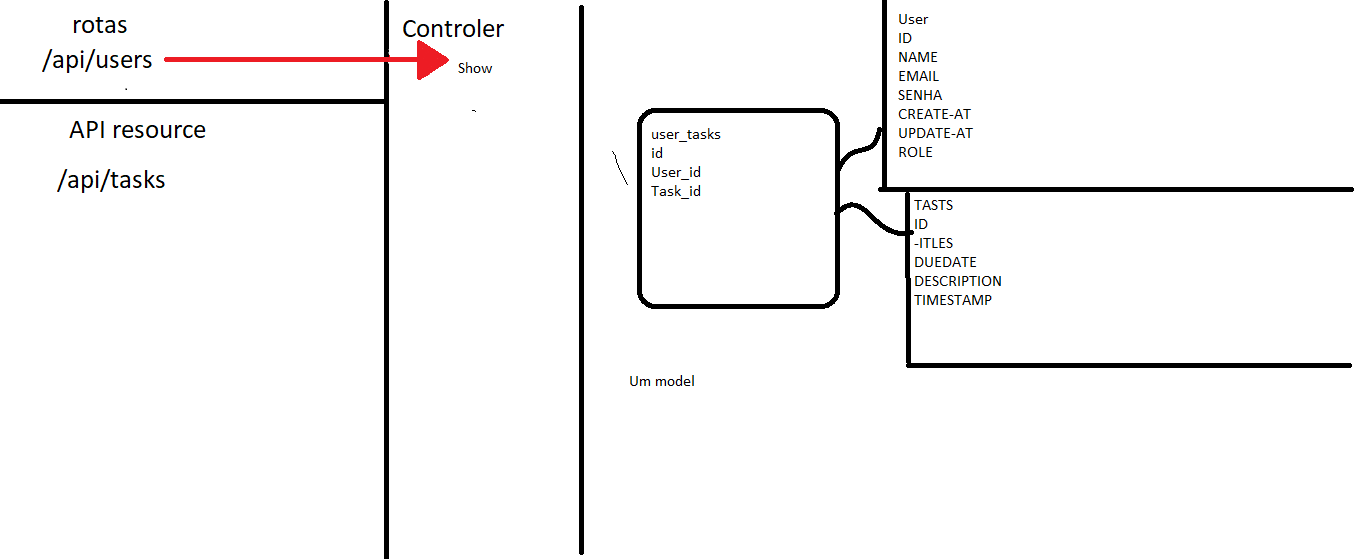 rotas
/api/users
API resource
/api/tasks
Controler
Show
user_tasks
id
User_id
Task_id
Um model
User
ID
NAME
EMAIL
SENHA
CREATE-AT
UPDATE-AT
ROLE
TASTS
ID
-ITLES
DUEDATE
DESCRIPTION
TIMESTAMP